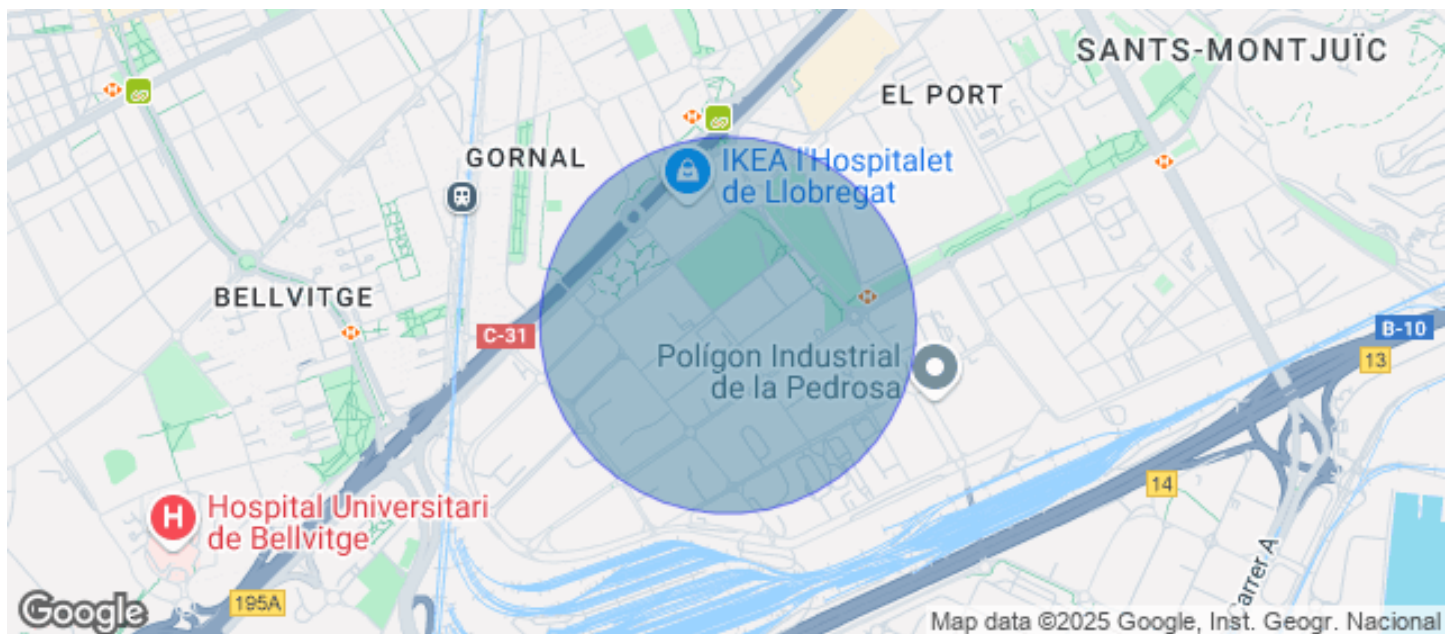 SANTS-MONTJUÏC
EL PORT
GORNAL
IKEA l'Hospitalet
de Llobregat
BELLVITGE
C-31
B-10
13
Polígon Industrial
de la Pedrosa
14
H
Hospital Universitari
de Bellvitge
Carrer A
195A
Google
Map data ©2025 Google, Inst. Geogr. Nacional